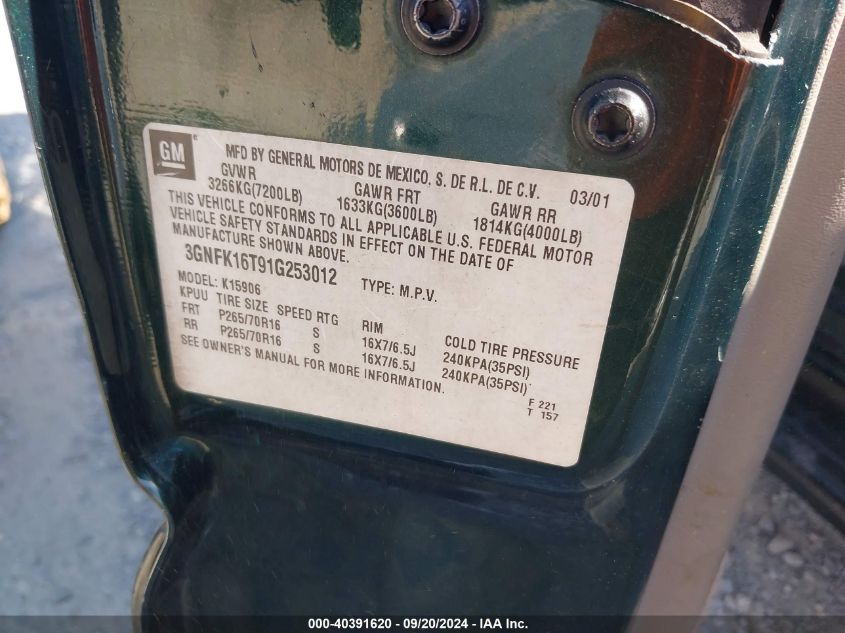 GM
MFD BY GENERAL MOTORS DE MEXICO, S. DE R.L. DE C.V. 03/01
GVWR GAWR FRT GAWR RR
3266KG(7200LB) 1633KG(3600LB) 1814KG(4000LB)
THIS VEHICLE CONFORMS TO ALL APPLICABLE U.S. FEDERAL MOTOR
VEHICLE SAFETY STANDARDS IN EFFECT ON THE DATE OF
MANUFACTURE SHOWN ABOVE.
3GNFK16T91G253012 TYPE: M.P.V.
MODEL: K15906
KPUU TIRE SIZE SPEED RTG RIM COLD TIRE PRESSURE
FRT P265/70R16 S 16X7/6.5J 240KPA(35PSI)
RR P265/70R16 S 16X7/6.5J 240KPA(35PSI)
SEE OWNER'S MANUAL FOR MORE INFORMATION.
F 221
T 157
000-40391620 - 09/20/2024 - IAA Inc.